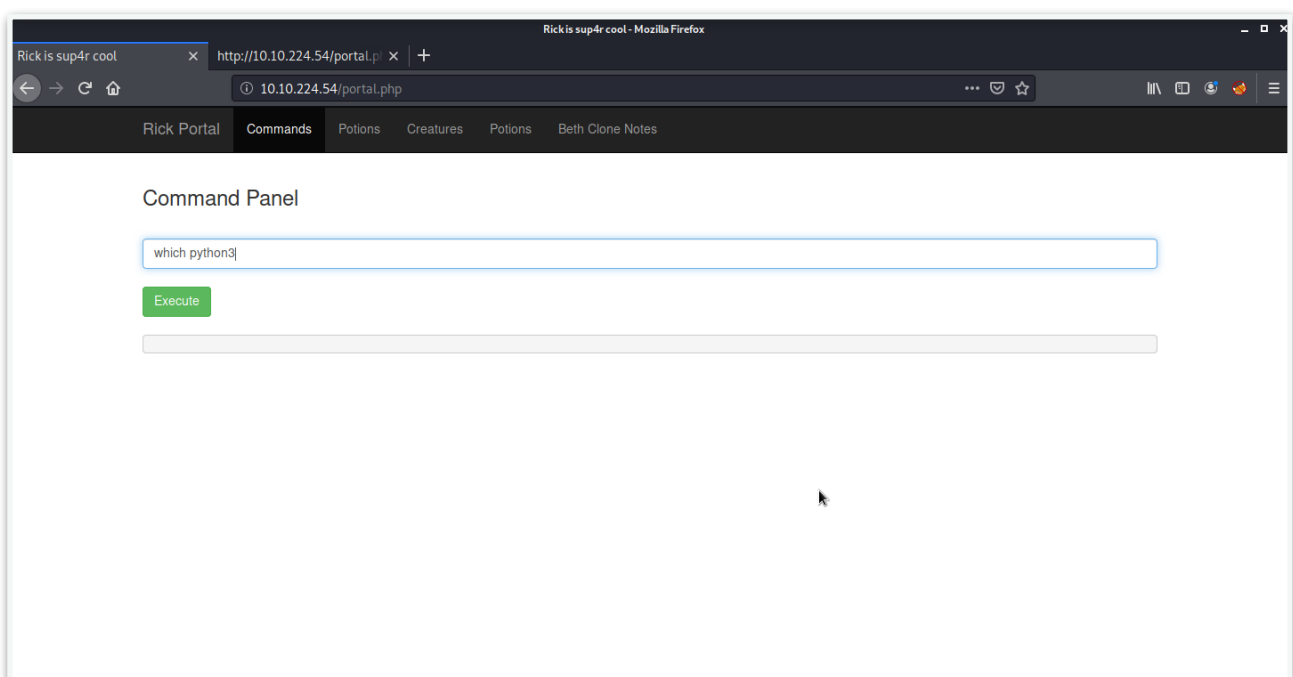 Rick is sup4r cool - Mozilla Firefox
Rick is sup4r cool http://10.10.224.54/portal.p
10.10.224.54/portal.php
Rick Portal Commands Potions Creatures Potions Beth Clone Notes
Command Panel
which python3
Execute